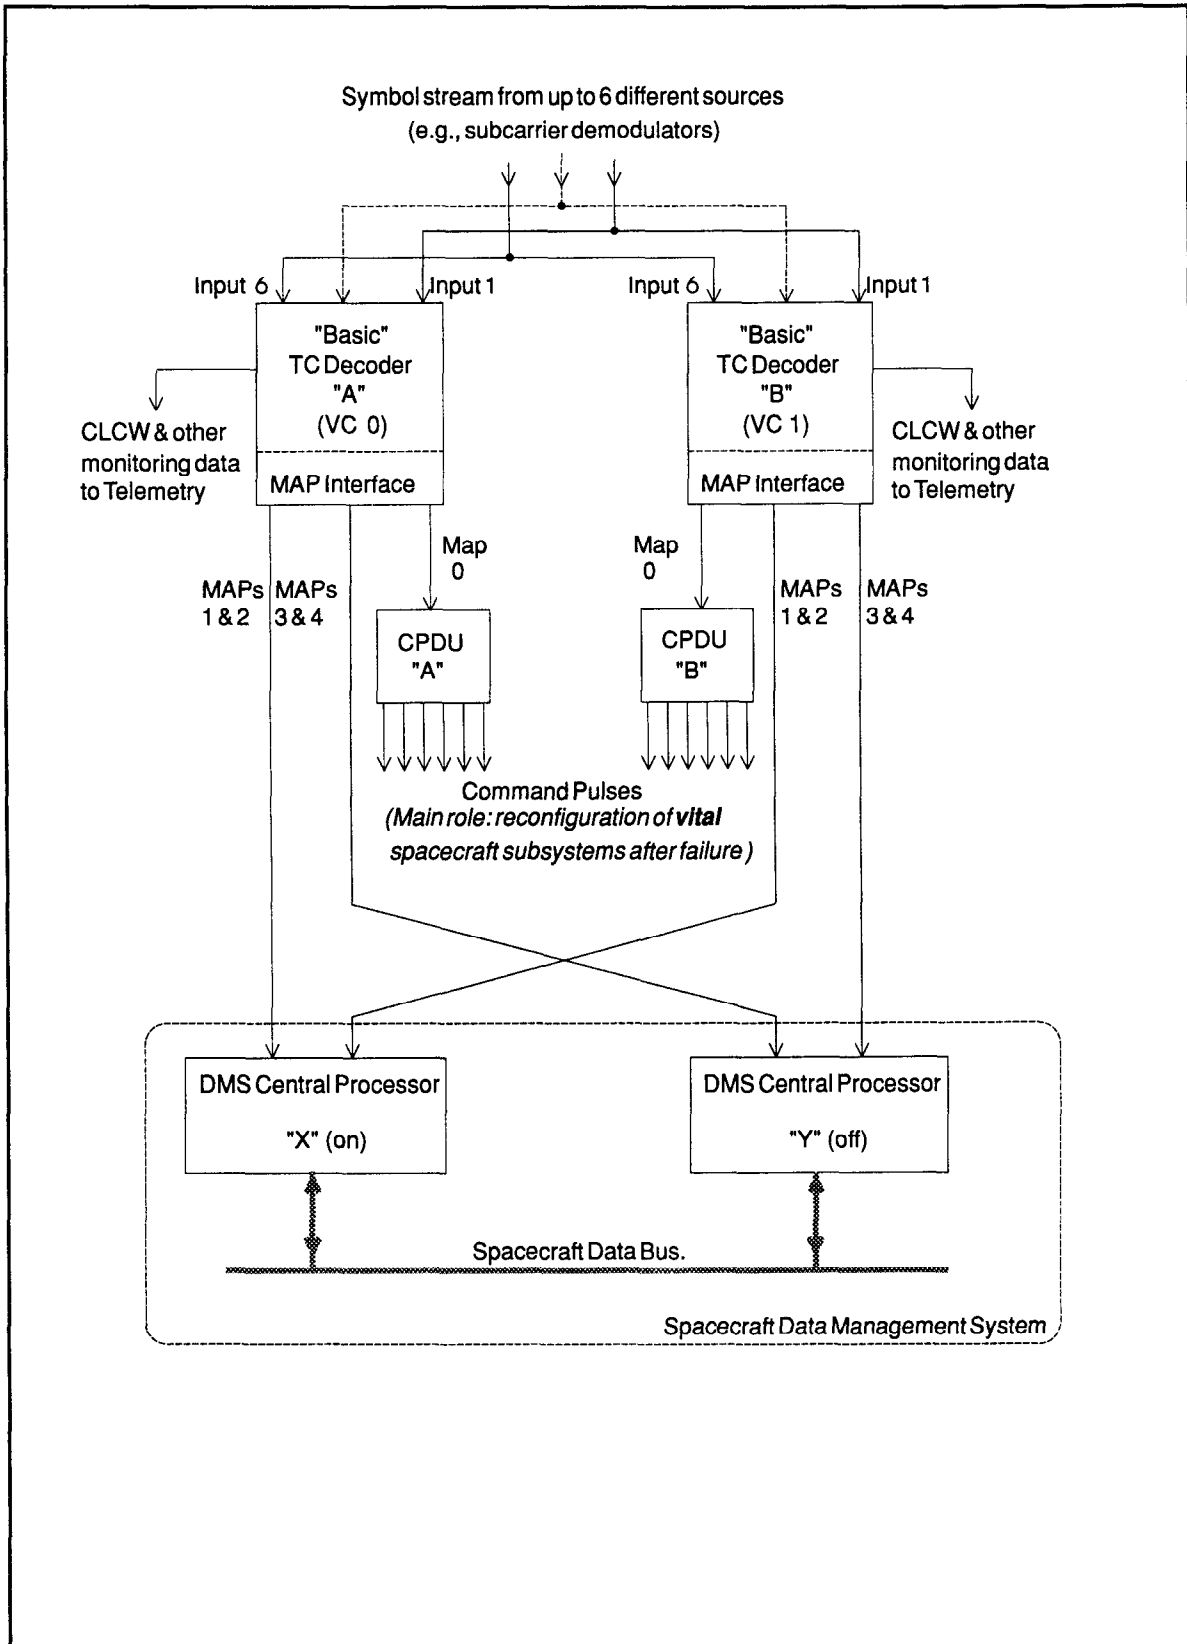 Symbol stream from up to 6 different sources
(e.g., subcarrier demodulators)
Input 6
Input 1
Input 6
Input 1
"Basic"
TC Decoder
"A"
(VC 0)
"Basic"
TC Decoder
"B"
(VC 1)
CLCW & other
monitoring data
to Telemetry
CLCW & other
monitoring data
to Telemetry
MAP Interface
MAP Interface
Map
0
Map
0
MAPs
1 & 2
MAPs
3 & 4
MAPs
1 & 2
MAPs
3 & 4
CPDU
"A"
CPDU
"B"
Command Pulses
(Main role: reconfiguration of vital
spacecraft subsystems after failure)
DMS Central Processor
"X" (on)
DMS Central Processor
"Y" (off)
Spacecraft Data Bus.
Spacecraft Data Management System